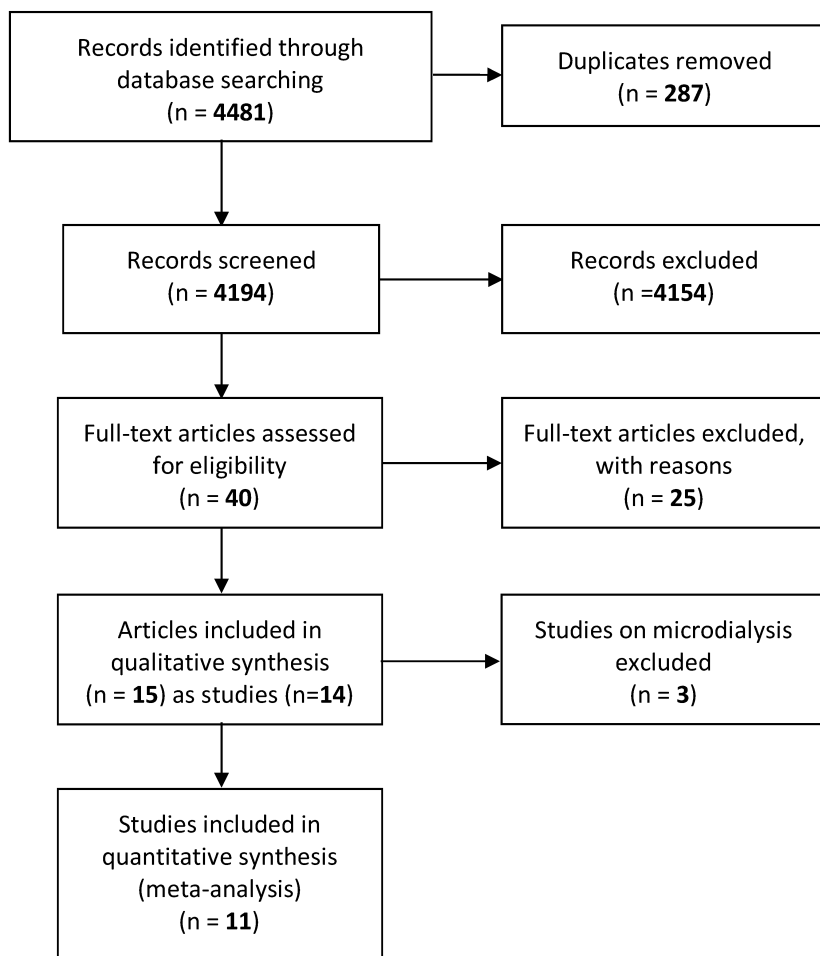 Records identified through
database searching
(n = 4481)
Duplicates removed
(n = 287)
Records screened
(n = 4194)
Records excluded
(n =4154)
Full-text articles assessed
for eligibility
(n = 40)
Full-text articles excluded,
with reasons
(n = 25)
Articles included in
qualitative synthesis
(n = 15) as studies (n=14)
Studies on microdialysis
excluded
(n = 3)
Studies included in
quantitative synthesis
(meta-analysis)
(n = 11)